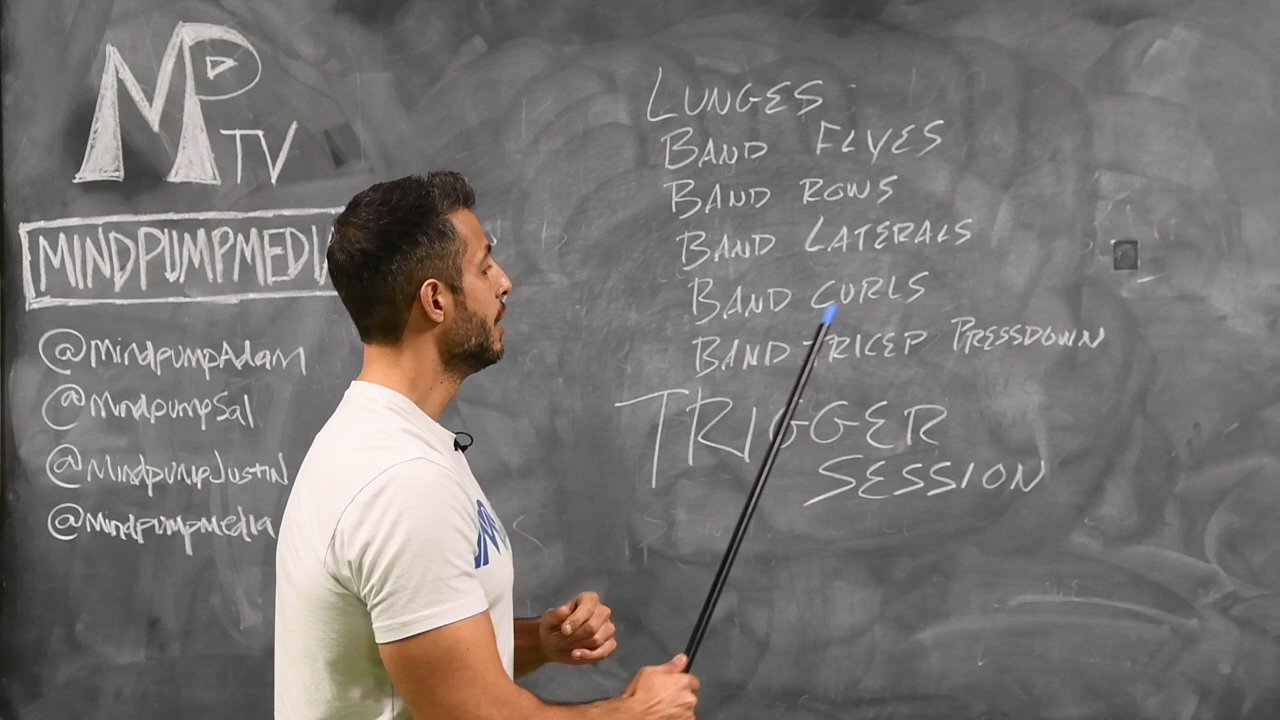 MP TV
MINDPUMPMEDIA
@MindpumpAdam
@MindpumpSal
@MindpumpJustin
@Mindpumpmedia
LUNGES
BAND FLYES
BAND ROWS
BAND LATERALS
BAND CURLS
BAND TRICEP PRESSDOWN
TRIGGER
SESSION